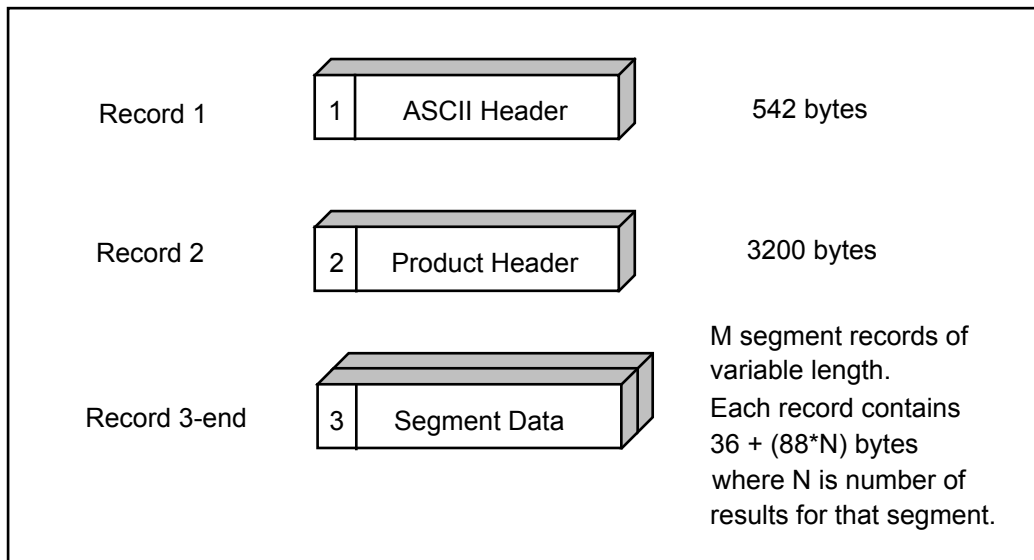 Record 1
1 ASCII Header
542 bytes
Record 2
2 Product Header
3200 bytes
Record 3-end
3 Segment Data
M segment records of
variable length.
Each record contains
36 + (88*N) bytes
where N is number of
results for that segment.